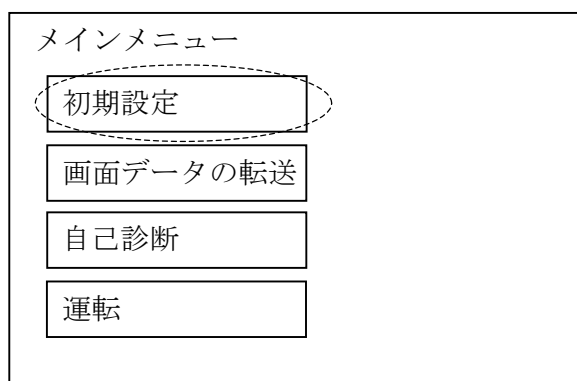 メインメニュー
初期設定
画面データの転送
自己診断
運転